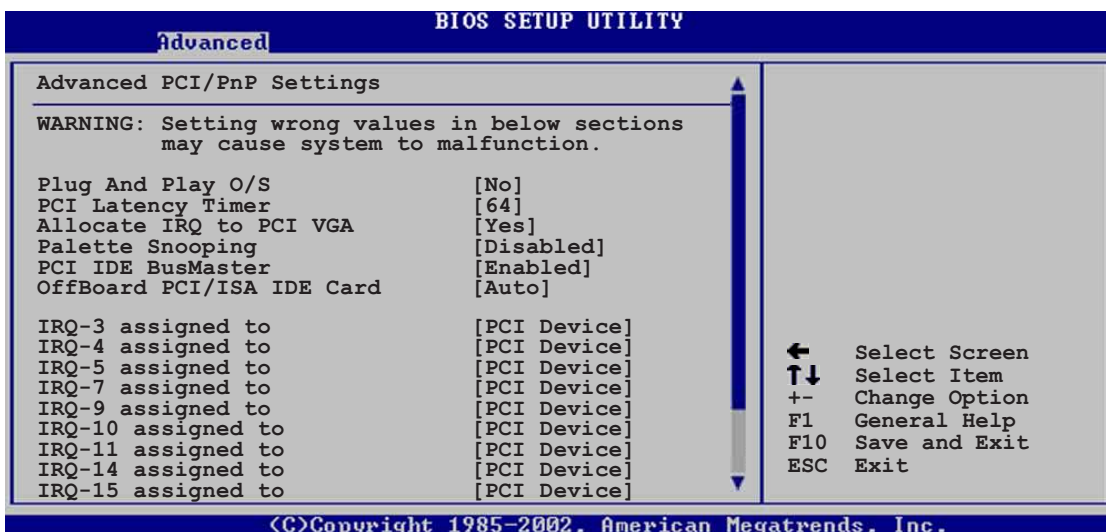 BIOS SETUP UTILITY
Advanced
Advanced PCI/PnP Settings
WARNING: Setting wrong values in below sections
may cause system to malfunction.
Plug And Play O/S [No]
PCI Latency Timer [64]
Allocate IRQ to PCI VGA [Yes]
Palette Snooping [Disabled]
PCI IDE BusMaster [Enabled]
OffBoard PCI/ISA IDE Card [Auto]
IRQ-3 assigned to [PCI Device]
IRQ-4 assigned to [PCI Device]
IRQ-5 assigned to [PCI Device]
IRQ-7 assigned to [PCI Device]
IRQ-9 assigned to [PCI Device]
IRQ-10 assigned to [PCI Device]
IRQ-11 assigned to [PCI Device]
IRQ-14 assigned to [PCI Device]
IRQ-15 assigned to [PCI Device]
← Select Screen
↑↓ Select Item
+- Change Option
F1 General Help
F10 Save and Exit
ESC Exit
(C)Copyright 1985-2002, American Megatrends, Inc.